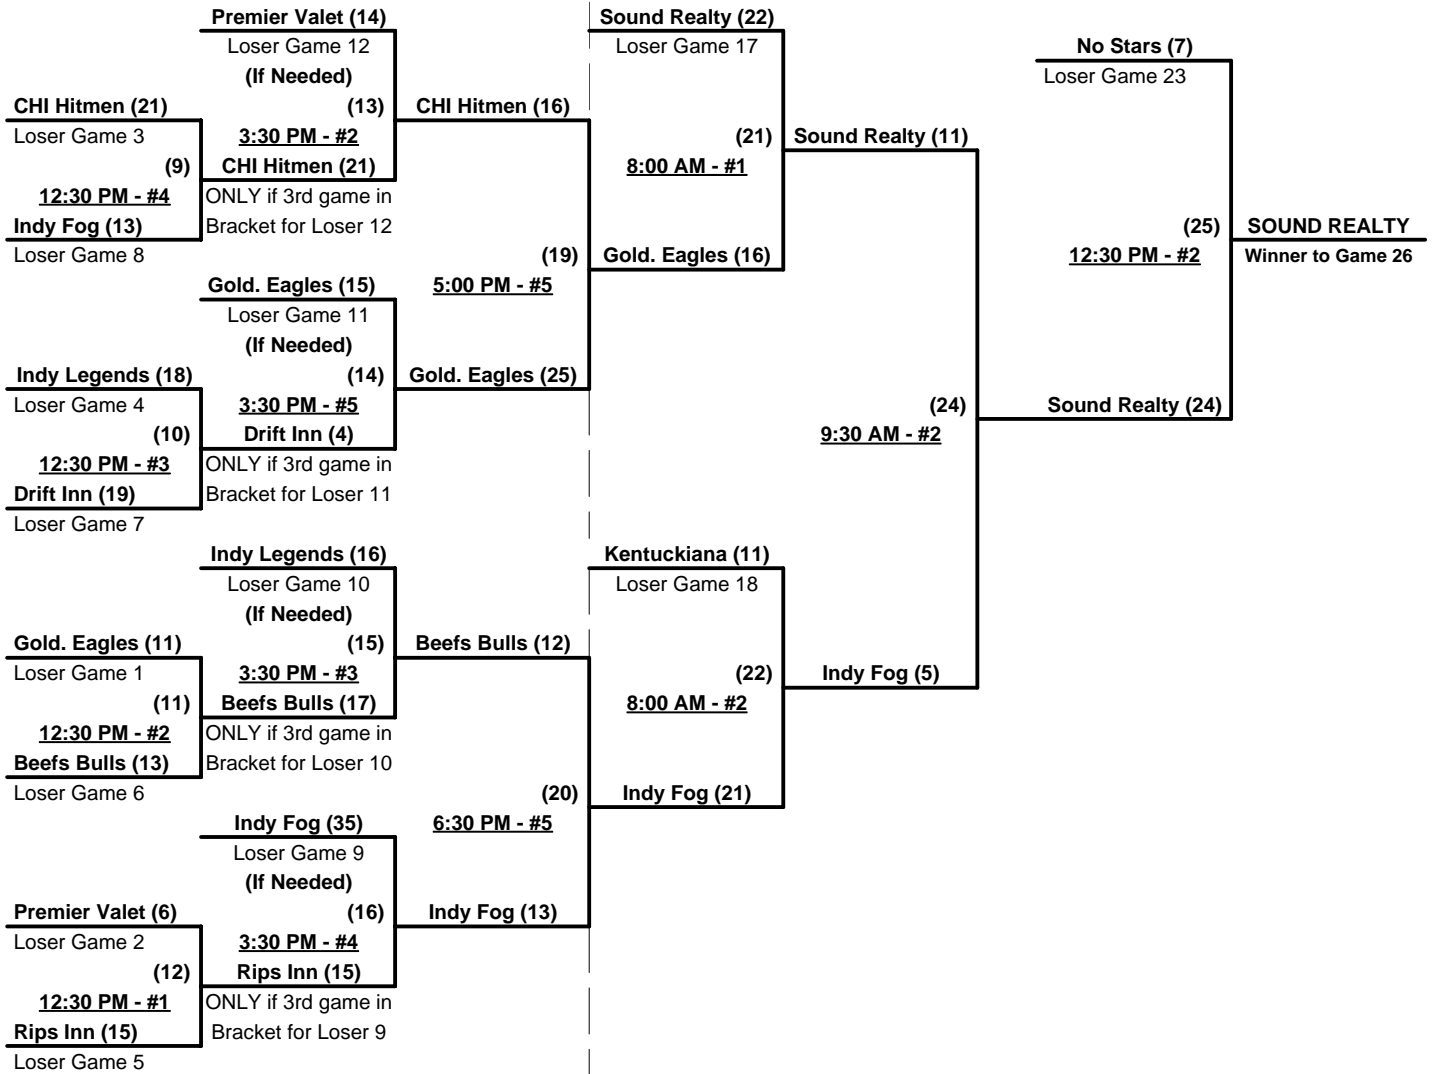 Premier Valet (14)
Loser Game 12
(If Needed)
(13)
3:30 PM - #2
CHI Hitmen (21)
ONLY if 3rd game in
Bracket for Loser 12
CHI Hitmen (21)
Loser Game 3
(9)
12:30 PM - #4
Indy Fog (13)
Loser Game 8
Gold. Eagles (15)
Loser Game 11
(If Needed)
(14)
3:30 PM - #5
Drift Inn (4)
ONLY if 3rd game in
Bracket for Loser 11
Indy Legends (18)
Loser Game 4
(10)
12:30 PM - #3
Drift Inn (19)
Loser Game 7
Indy Legends (16)
Loser Game 10
(If Needed)
(15)
3:30 PM - #3
Beefs Bulls (17)
ONLY if 3rd game in
Bracket for Loser 10
Gold. Eagles (11)
Loser Game 1
(11)
12:30 PM - #2
Beefs Bulls (13)
Loser Game 6
Indy Fog (35)
Loser Game 9
(If Needed)
(16)
3:30 PM - #4
Rips Inn (15)
ONLY if 3rd game in
Bracket for Loser 9
Premier Valet (6)
Loser Game 2
(12)
12:30 PM - #1
Rips Inn (15)
Loser Game 5
CHI Hitmen (16)
(19)
5:00 PM - #5
Gold. Eagles (25)
Beefs Bulls (12)
(20)
6:30 PM - #5
Indy Fog (13)
Sound Realty (22)
Loser Game 17
(21)
8:00 AM - #1
Gold. Eagles (16)
Kentuckiana (11)
Loser Game 18
(22)
8:00 AM - #2
Indy Fog (21)
Sound Realty (11)
(24)
9:30 AM - #2
Indy Fog (5)
No Stars (7)
Loser Game 23
(25)
12:30 PM - #2
Sound Realty (24)
SOUND REALTY
Winner to Game 26